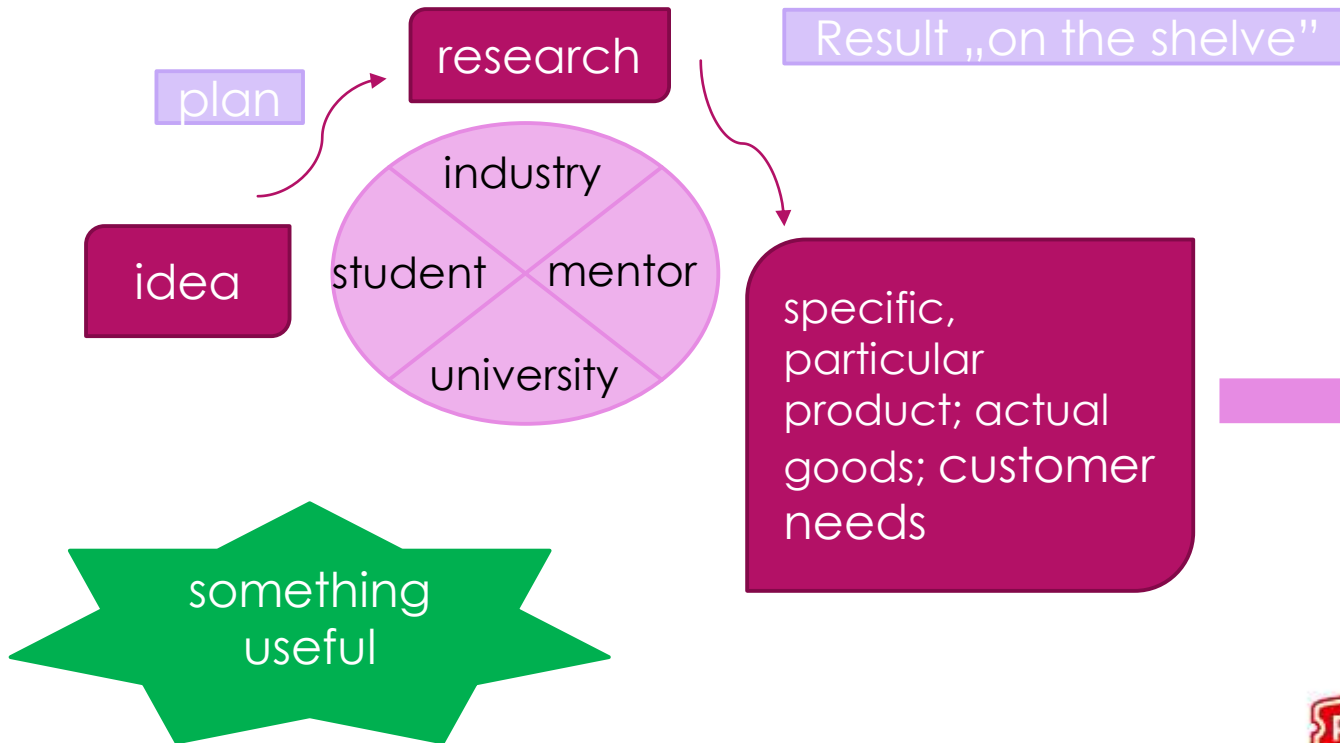 research
Result „on the shelve”
plan
industry
idea
student
mentor
university
specific,
particular
product; actual
goods; customer
needs
something
useful